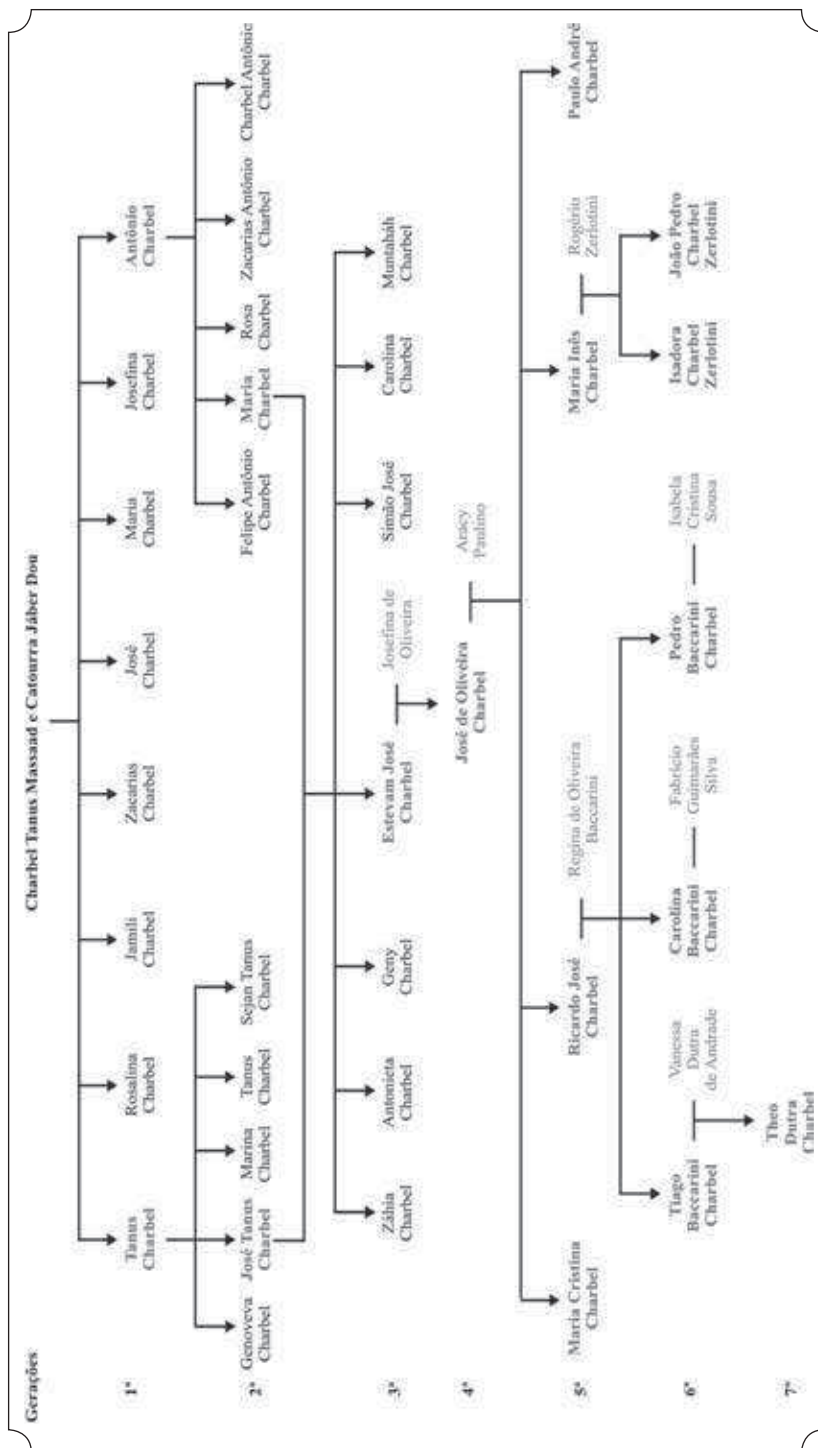 Gerações
Charbel Tanus Massaad e Catourra Jáber Dou
1ª
Tanus
Charbel
Rosalina
Charbel
Jamili
Charbel
Zacarias
Charbel
José
Charbel
Maria
Charbel
Josefina
Charbel
Antônio
Charbel
2ª
Genoveva
Charbel
José Tanus
Charbel
Marina
Charbel
Tanus
Charbel
Sejan Tanus
Charbel
Felipe Antônio
Charbel
Maria
Charbel
Rosa
Charbel
Zacarias Antônio
Charbel
Charbel Antônic
Charbel
3ª
Záhia
Charbel
Antonieta
Charbel
Geny
Charbel
Estevam José
Charbel
Josefina de
Oliveira
Simão José
Charbel
Carolina
Charbel
Muntaháh
Charbel
4ª
José de Oliveira
Charbel
Aracy
Paulino
5ª
Maria Cristina
Charbel
Ricardo José
Charbel
Regina de Oliveira
Baccarini
Maria Inês
Charbel
Rogério
Zerlotini
Paulo André
Charbel
6ª
Tiago
Baccarini
Charbel
Vanessa
Dutra
de Andrade
Carolina
Baccarini
Charbel
Fabrício
Guimarães
Silva
Pedro
Baccarini
Charbel
Isabela
Cristina
Sousa
Isadora
Charbel
Zerlotini
João Pedro
Charbel
Zerlotini
7ª
Theo
Dutra
Charbel